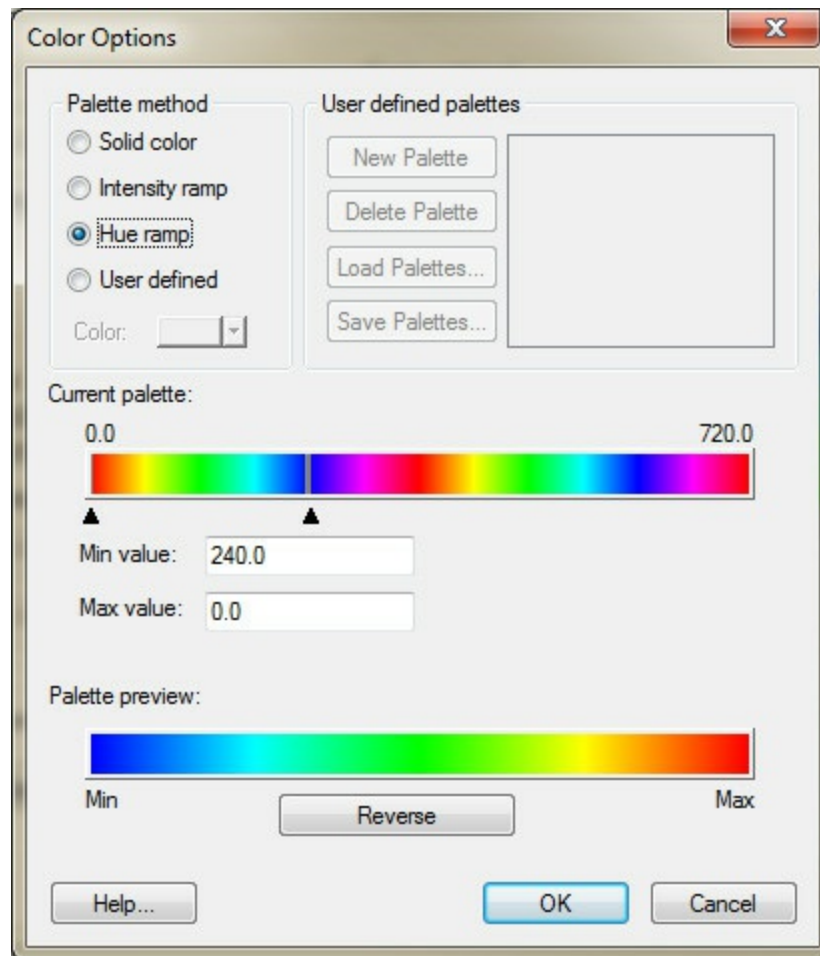 Color Options
X
Palette method
Solid color
Intensity ramp
Hue ramp
User defined
Color:
User defined palettes
New Palette
Delete Palette
Load Palettes...
Save Palettes...
Current palette:
0.0 720.0
Min value: 240.0
Max value: 0.0
Palette preview:
Min Max
Reverse
Help... OK Cancel